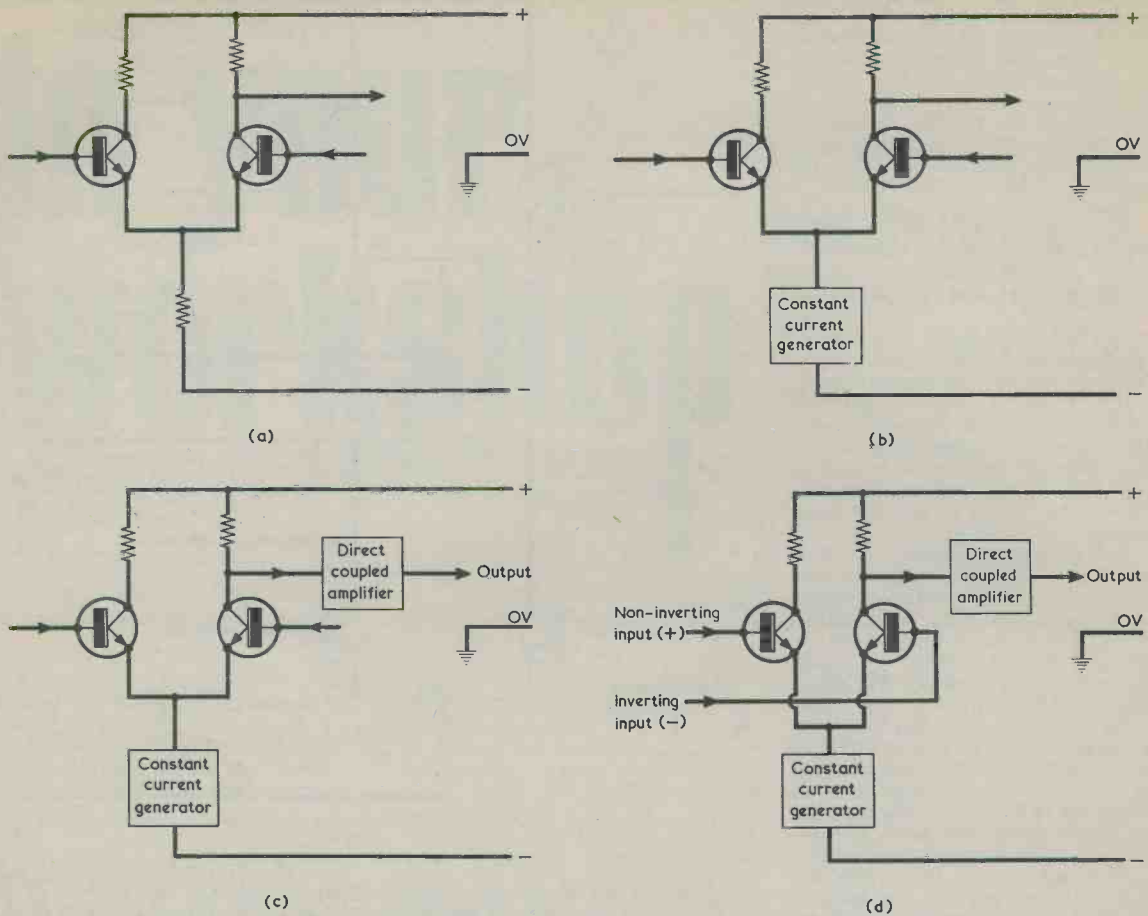 +
OV
−
(a)
+
OV
Constant
current
generator
−
(b)
+
Direct
coupled
amplifier
Output
OV
Constant
current
generator
−
(c)
+
Direct
coupled
amplifier
Output
Non-inverting
input (+)
OV
Inverting
input (−)
Constant
current
generator
−
(d)